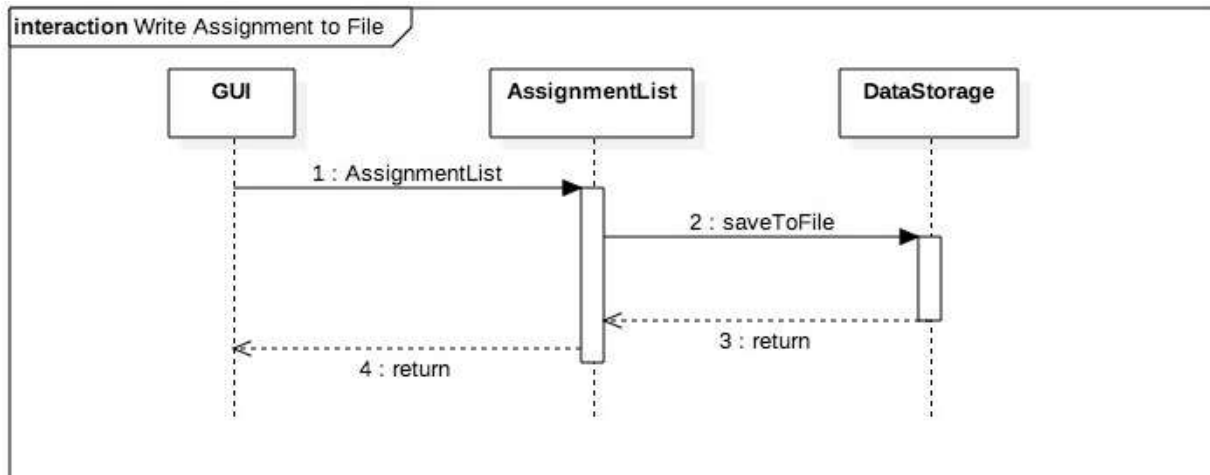 interaction Write Assignment to File
GUI
AssignmentList
DataStorage
1 : AssignmentList
2 : saveToFile
3 : return
4 : return